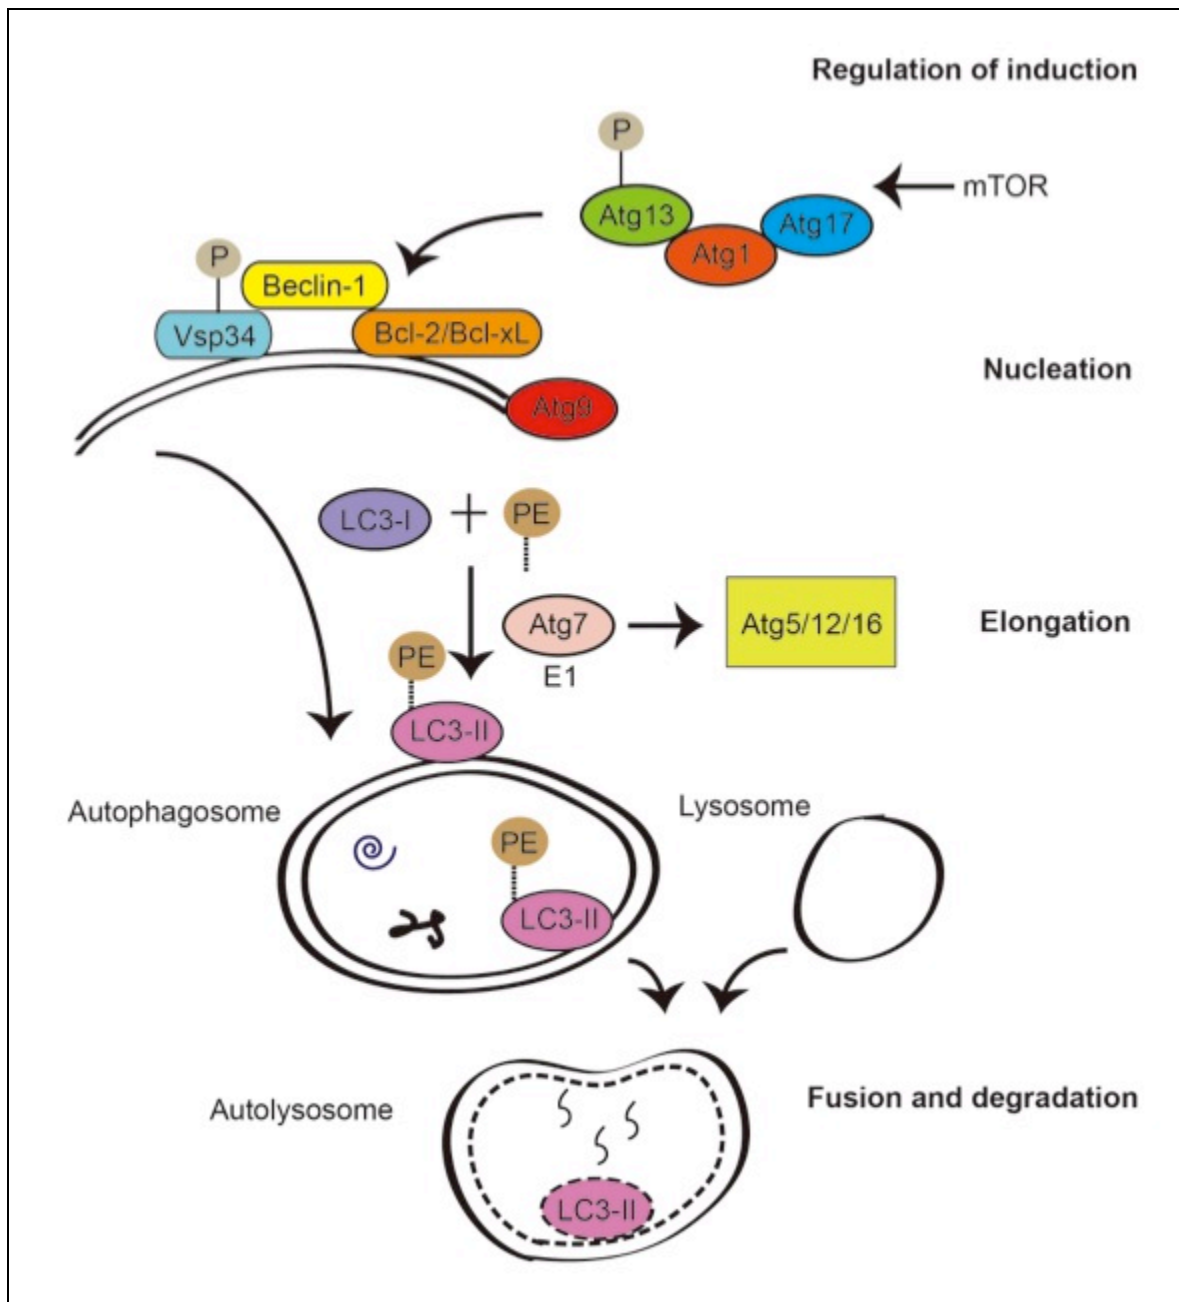 Regulation of induction
P
mTOR
Atg13
Atg17
Atg1
P
Beclin-1
Vsp34
Bcl-2/Bcl-xL
Nucleation
Atg9
LC3-I
+
PE
Atg7
Atg5/12/16
Elongation
E1
PE
LC3-II
Autophagosome
Lysosome
PE
LC3-II
Autolysosome
Fusion and degradation
LC3-II